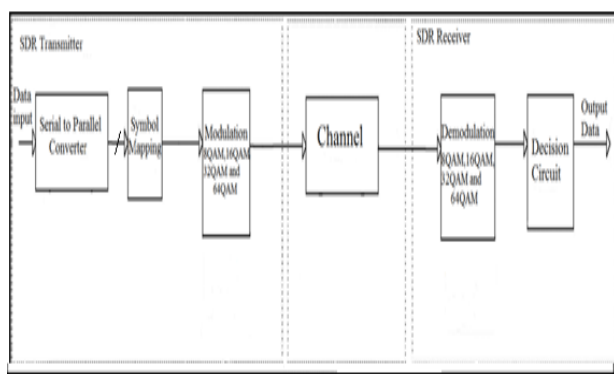 SDR Transmitter
SDR Receiver
Data
input
Serial to Parallel
Converter
Symbol
Mapping
Modulation
8QAM,16QAM
32QAM and
64QAM
Channel
Demodulation
8QAM,16QAM,
32QAM and
64QAM
Decision
Circuit
Output
Data